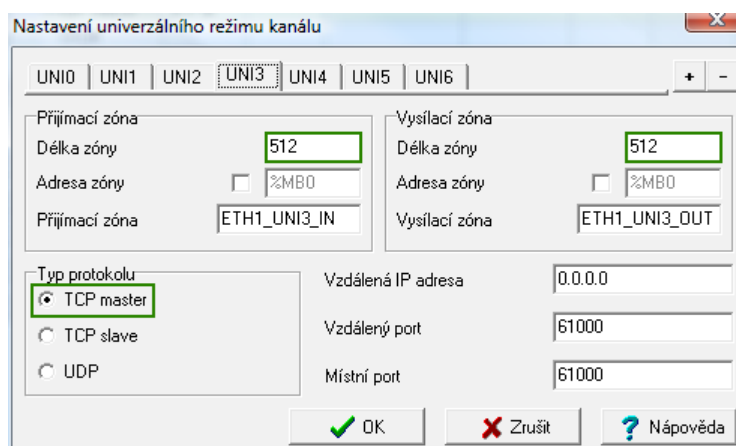 Nastavení univerzálního režimu kanálu
UNI0 UNI1 UNI2 UNI3 UNI4 UNI5 UNI6 + -
Přijímací zóna
Délka zóny 512
Adresa zóny %MB0
Přijímací zóna ETH1_UNI3_IN
Vysílací zóna
Délka zóny 512
Adresa zóny %MB0
Vysílací zóna ETH1_UNI3_OUT
Typ protokolu
TCP master
TCP slave
UDP
Vzdálená IP adresa 0.0.0.0
Vzdálený port 61000
Místní port 61000
OK Zrušit Nápověda